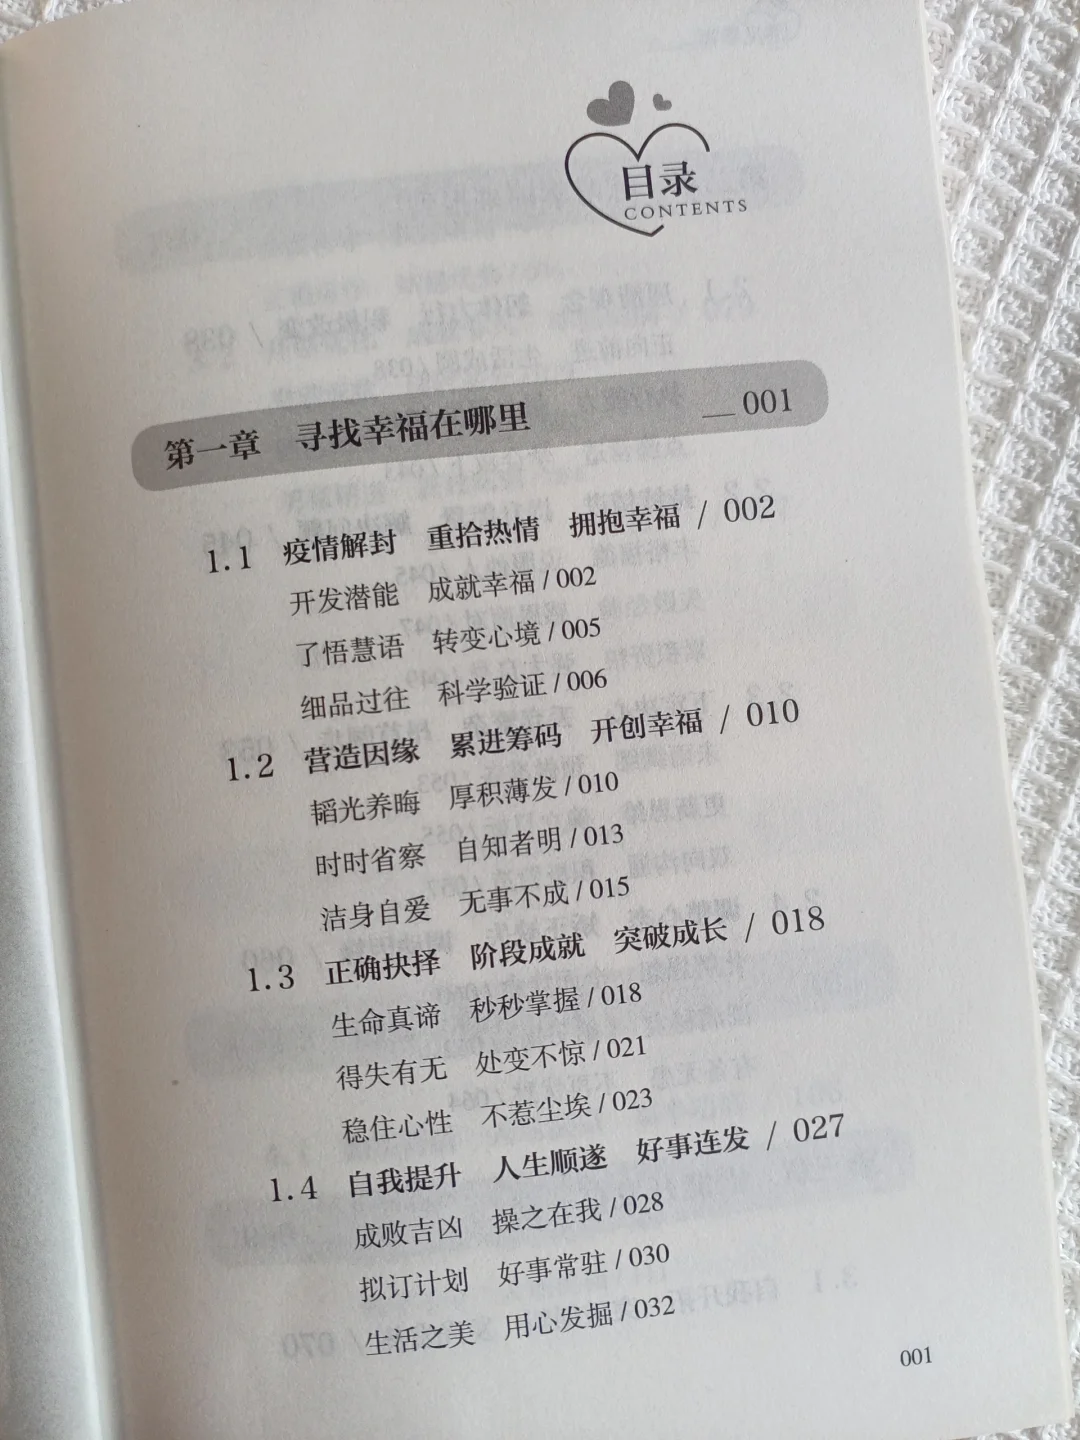 目录
CONTENTS
第一章 寻找幸福在哪里 __ 001
1.1 疫情解封 重拾热情 拥抱幸福 / 002
开发潜能 成就幸福 / 002
了悟慧语 转变心境 / 005
细品过往 科学验证 / 006
1.2 营造因缘 累进筹码 开创幸福 / 010
韬光养晦 厚积薄发 / 010
时时省察 自知者明 / 013
洁身自爱 无事不成 / 015
1.3 正确抉择 阶段成就 突破成长 / 018
生命真谛 秒秒掌握 / 018
得失有无 处变不惊 / 021
稳住心性 不惹尘埃 / 023
1.4 自我提升 人生顺遂 好事连发 / 027
成败吉凶 操之在我 / 028
拟订计划 好事常驻 / 030
生活之美 用心发掘 / 032
001